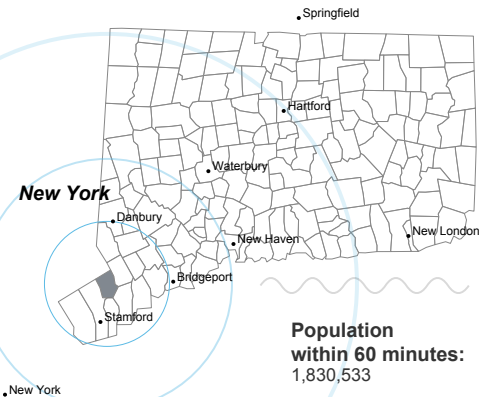 Springfield
Hartford
Waterbury
New York
Danbury
New London
New Haven
Bridgeport
Stamford
Population
within 60 minutes:
1,830,533
New York